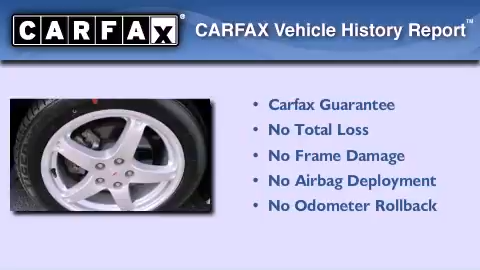 CARFAX® CARFAX Vehicle History Report™
• Carfax Guarantee
• No Total Loss
• No Frame Damage
• No Airbag Deployment
• No Odometer Rollback